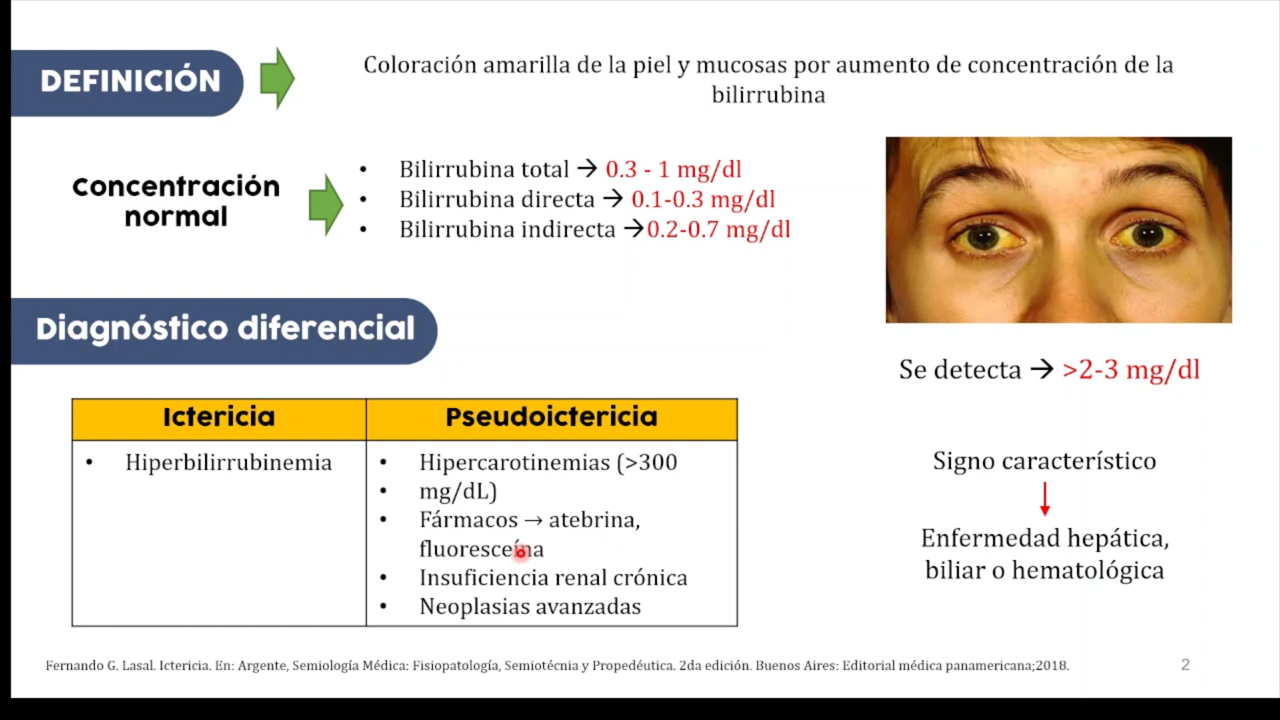 DEFINICIÓN
Coloración amarilla de la piel y mucosas por aumento de concentración de la
bilirrubina
Concentración
normal
• Bilirrubina total → 0.3 - 1 mg/dl
• Bilirrubina directa → 0.1-0.3 mg/dl
• Bilirrubina indirecta →0.2-0.7 mg/dl
Diagnóstico diferencial
Se detecta → >2-3 mg/dl
Ictericia
• Hiperbilirrubinemia
Pseudoictericia
• Hipercarotinemias (>300
• mg/dL)
• Fármacos → atebrina,
fluoresceína
• Insuficiencia renal crónica
• Neoplasias avanzadas
Signo característico
Enfermedad hepática,
biliar o hematológica
Fernando G. Lasal. Ictericia. En: Argente, Semiología Médica: Fisiopatología, Semiotécnia y Propedéutica. 2da edición. Buenos Aires: Editorial médica panamericana;2018.
2